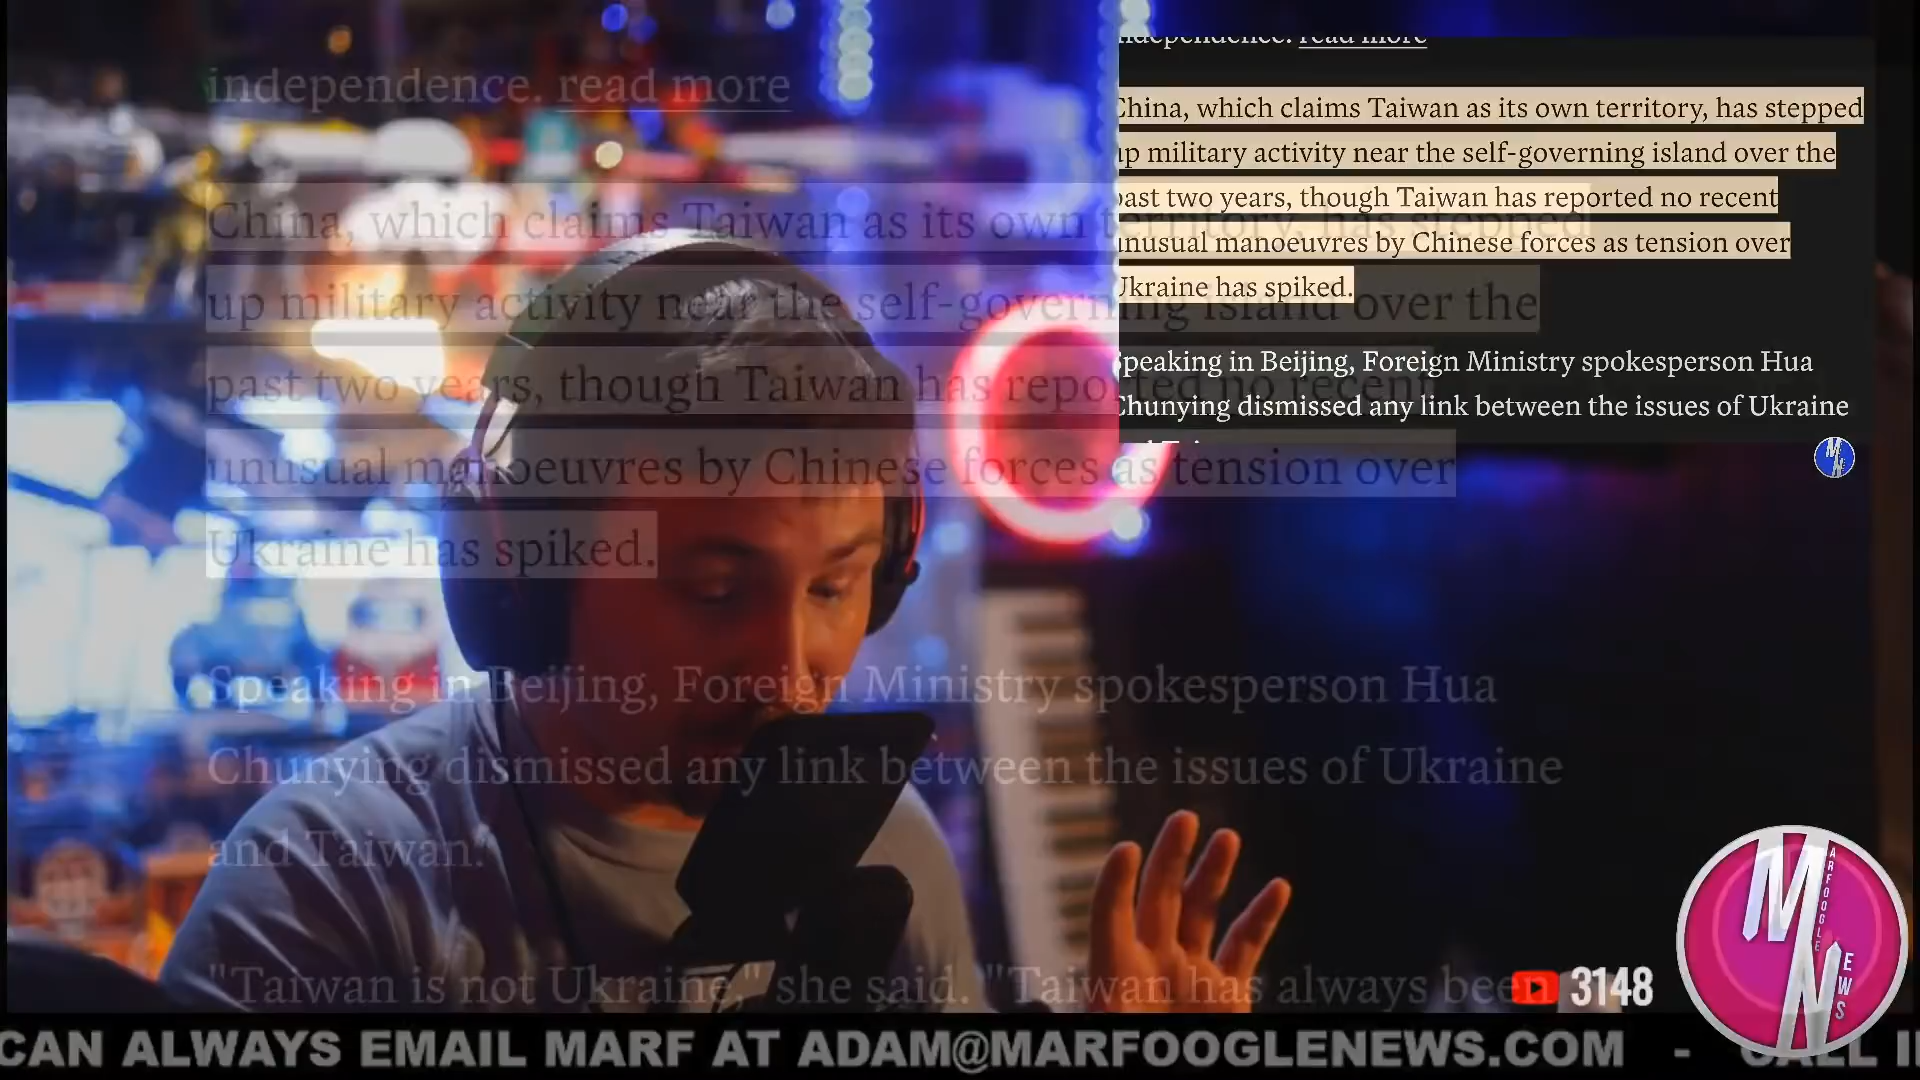 independence. read more
China, which claims Taiwan as its own territory, has stepped
up military activity near the self-governing island over the
past two years, though Taiwan has reported no recent
unusual manoeuvres by Chinese forces as tension over
Ukraine has spiked.
Speaking in Beijing, Foreign Ministry spokesperson Hua
Chunying dismissed any link between the issues of Ukraine
and Taiwan.
"Taiwan is not Ukraine," she said. "Taiwan has always been
independence. read more
China, which claims Taiwan as its own territory, has stepped
up military activity near the self-governing island over the
past two years, though Taiwan has reported no recent
unusual manoeuvres by Chinese forces as tension over
Ukraine has spiked.
Speaking in Beijing, Foreign Ministry spokesperson Hua
Chunying dismissed any link between the issues of Ukraine
MN
3148
MN
MARFOOGLE
NEWS
CAN ALWAYS EMAIL MARF AT ADAM@MARFOOGLENEWS.COM - CALL